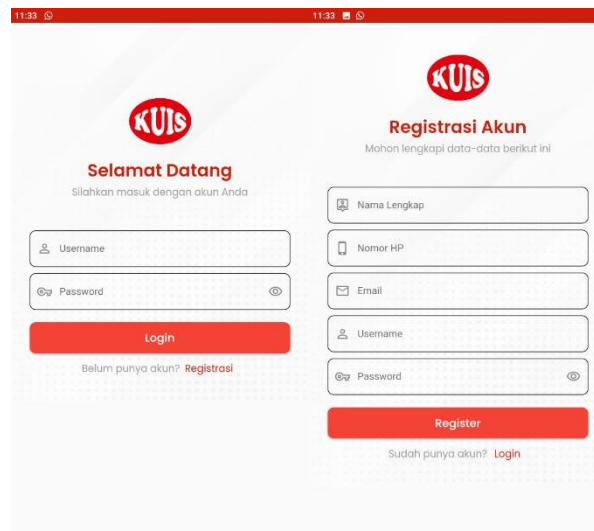 11:33
KUIS
Selamat Datang
Silahkan masuk dengan akun Anda
Username
Password
Login
Belum punya akun? Registrasi
11:33
KUIS
Registrasi Akun
Mohon lengkapi data-data berikut ini
Nama Lengkap
Nomor HP
Email
Username
Password
Register
Sudah punya akun? Login